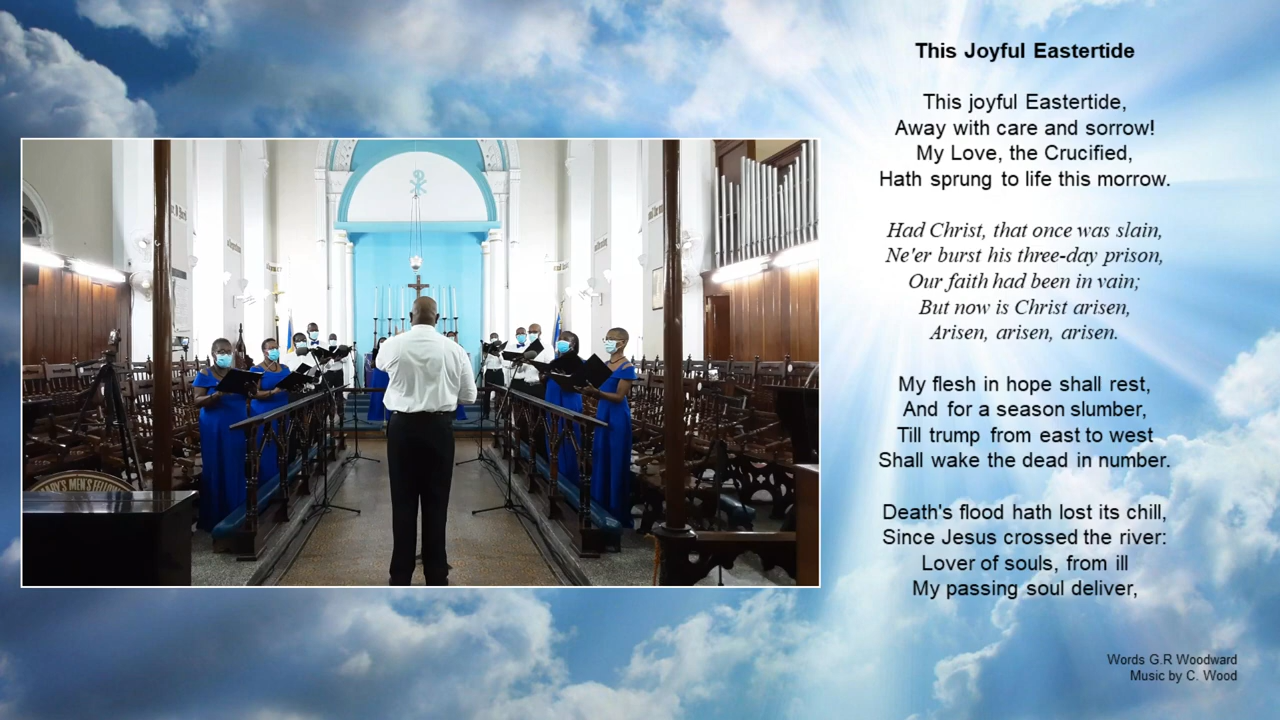 This Joyful Eastertide
This joyful Eastertide,
Away with care and sorrow!
My Love, the Crucified,
Hath sprung to life this morrow.
Had Christ, that once was slain,
Ne'er burst his three-day prison,
Our faith had been in vain;
But now is Christ arisen,
Arisen, arisen, arisen.
My flesh in hope shall rest,
And for a season slumber,
Till trump from east to west
Shall wake the dead in number.
Death's flood hath lost its chill,
Since Jesus crossed the river:
Lover of souls, from ill
My passing soul deliver,
Words G.R Woodward
Music by C. Wood
MARY'S MEN'S